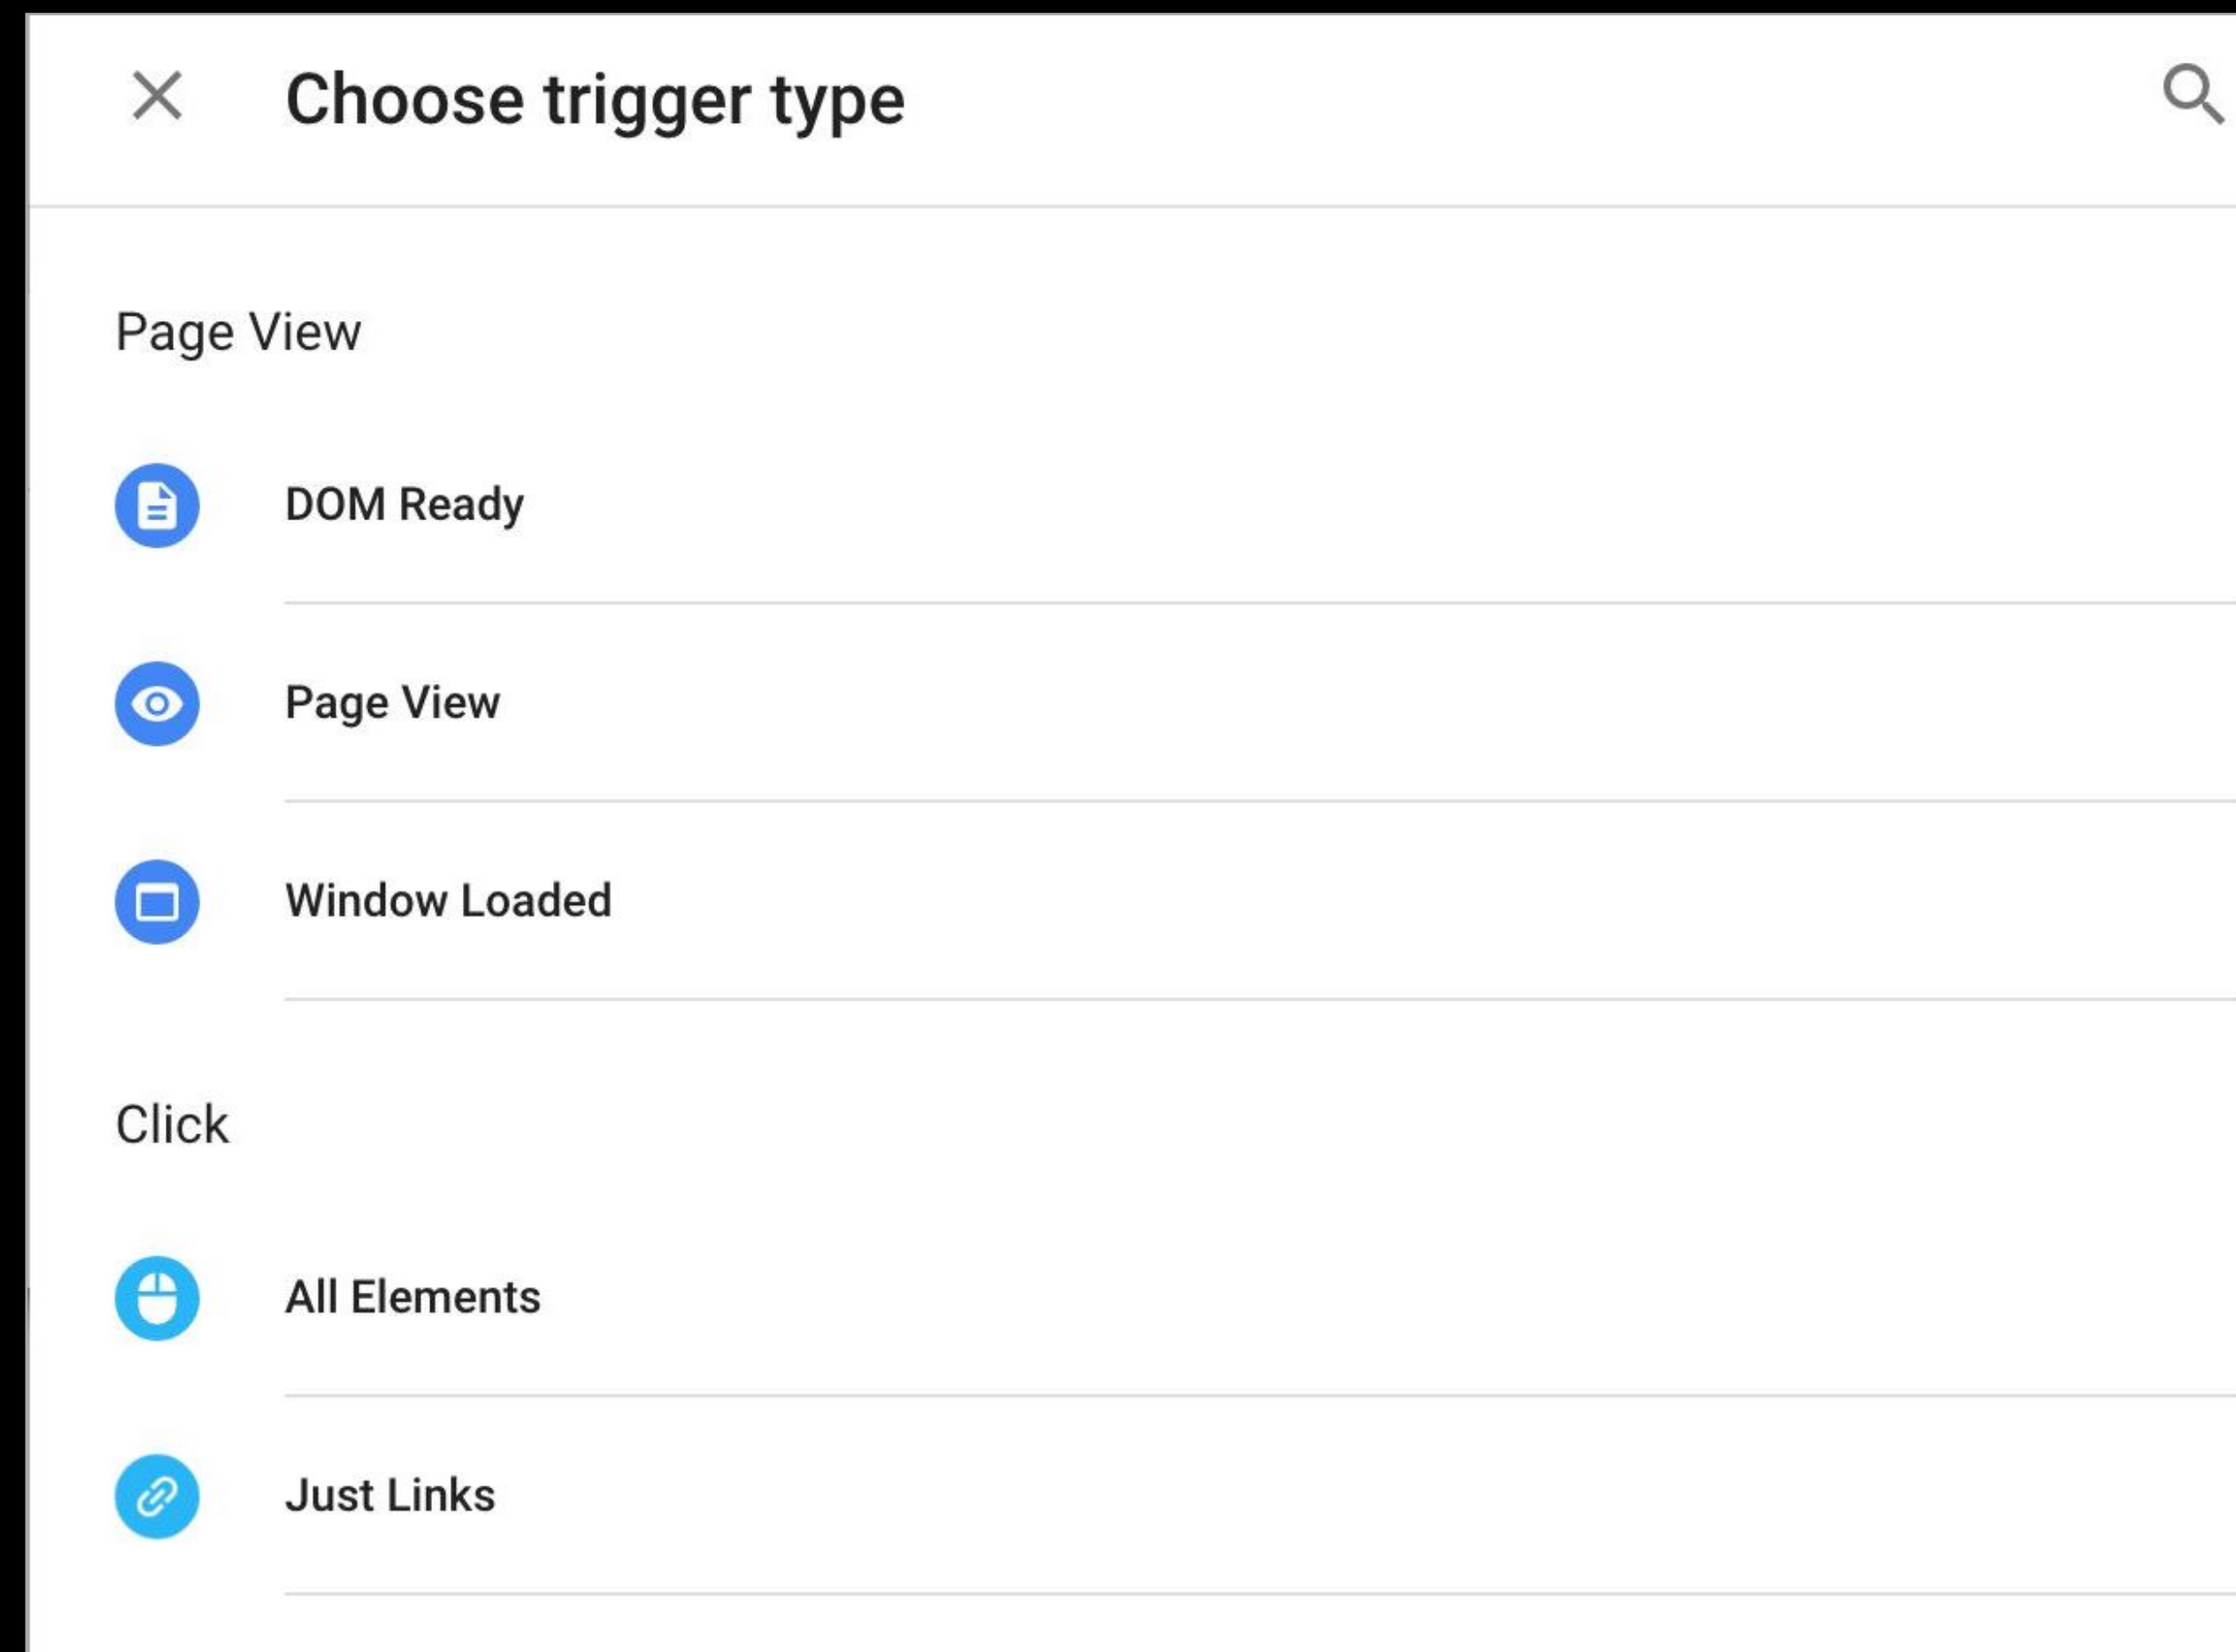 Choose trigger type
Page View
DOM Ready
Page View
Window Loaded
Click
All Elements
Just Links